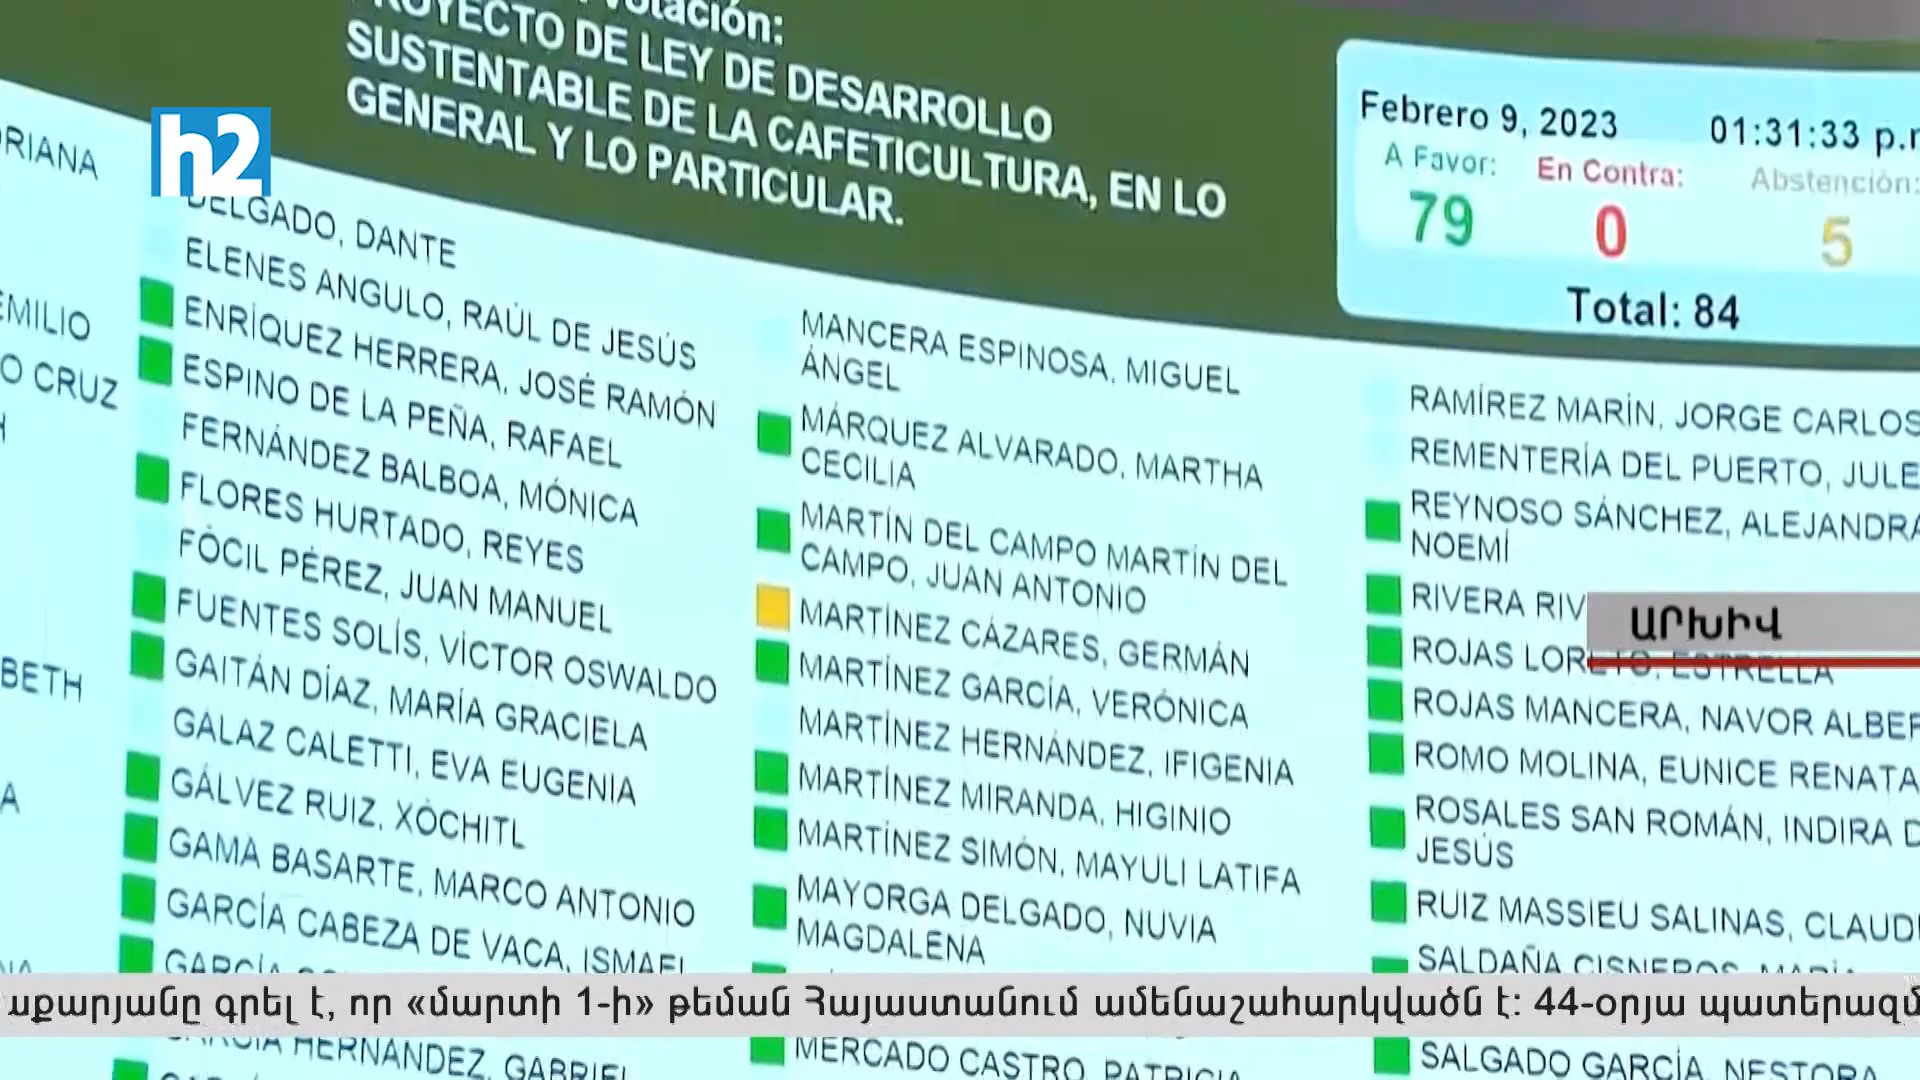 votación:
PROYECTO DE LEY DE DESARROLLO
SUSTENTABLE DE LA CAFETICULTURA, EN LO
GENERAL Y LO PARTICULAR.
Febrero 9, 2023 01:31:33 p.
A Favor: En Contra: Abstención:
79 0 5
Total: 84
h2
EMILIO
O CRUZ
BETH
A
DELGADO, DANTE
ELENES ANGULO, RAÚL DE JESÚS
ENRÍQUEZ HERRERA, JOSÉ RAMÓN
ESPINO DE LA PEÑA, RAFAEL
FERNÁNDEZ BALBOA, MÓNICA
FLORES HURTADO, REYES
FÓCIL PÉREZ, JUAN MANUEL
FUENTES SOLÍS, VÍCTOR OSWALDO
GAITÁN DÍAZ, MARÍA GRACIELA
GALAZ CALETTI, EVA EUGENIA
GÁLVEZ RUIZ, XÓCHITL
GAMA BASARTE, MARCO ANTONIO
GARCÍA CABEZA DE VACA, ISMAEL
GARCÍA
GARCÍA HERNÁNDEZ, GABRIEL
MANCERA ESPINOSA, MIGUEL
ÁNGEL
MÁRQUEZ ALVARADO, MARTHA
CECILIA
MARTÍN DEL CAMPO MARTÍN DEL
CAMPO, JUAN ANTONIO
MARTÍNEZ CÁZARES, GERMÁN
MARTÍNEZ GARCÍA, VERÓNICA
MARTÍNEZ HERNÁNDEZ, IFIGENIA
MARTÍNEZ MIRANDA, HIGINIO
MARTÍNEZ SIMÓN, MAYULI LATIFA
MAYORGA DELGADO, NUVIA
MAGDALENA
MERCADO CASTRO, PATRICIA
RAMÍREZ MARÍN, JORGE CARLOS
REMENTERÍA DEL PUERTO, JULE
REYNOSO SÁNCHEZ, ALEJANDRA
NOEMÍ
RIVERA RIV
ROJAS LORETO, ESTRELLA
ROJAS MANCERA, NAVOR ALBER
ROMO MOLINA, EUNICE RENATA
ROSALES SAN ROMÁN, INDIRA D
JESÚS
RUIZ MASSIEU SALINAS, CLAUDI
SALDAÑA CISNEROS, MARÍA
SALGADO GARCÍA, NESTORA
ԱՐԽԻՎ
աքարյանը գրել է, որ «մարտի 1-ի» թեման Հայաստանում ամենաշահարկվածն է: 44-օրյա պատերազմ